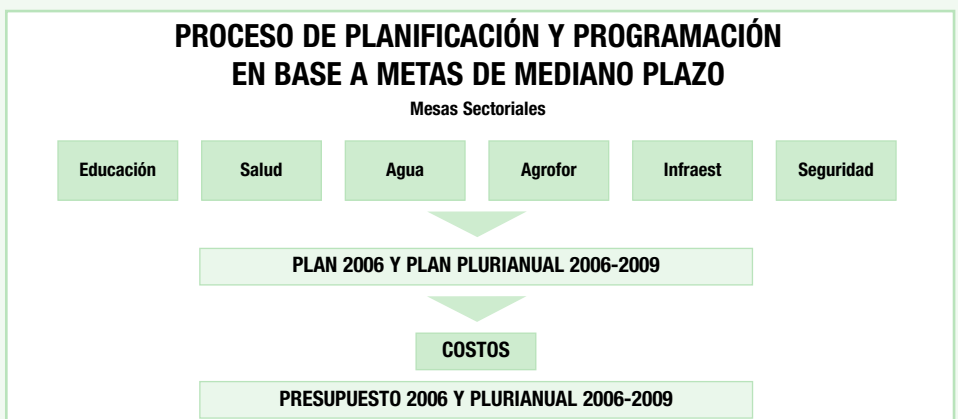 PROCESO DE PLANIFICACIÓN Y PROGRAMACIÓN
EN BASE A METAS DE MEDIANO PLAZO
Mesas Sectoriales
Educación
Salud
Agua
Agrofor
Infraest
Seguridad
PLAN 2006 Y PLAN PLURIANUAL 2006-2009
COSTOS
PRESUPUESTO 2006 Y PLURIANUAL 2006-2009